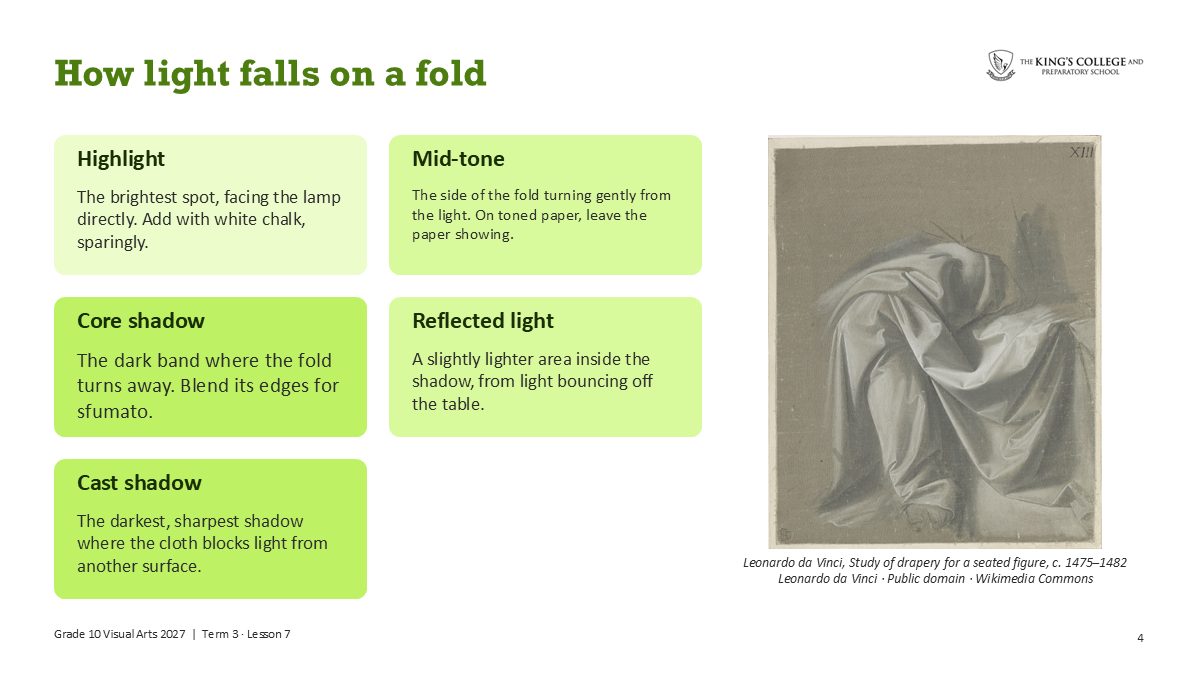 How light falls on a fold
THE KING'S COLLEGE AND
PREPARATORY SCHOOL
Highlight
The brightest spot, facing the lamp
directly. Add with white chalk,
sparingly.
Mid-tone
The side of the fold turning gently from
the light. On toned paper, leave the
paper showing.
Core shadow
The dark band where the fold
turns away. Blend its edges for
sfumato.
Reflected light
A slightly lighter area inside the
shadow, from light bouncing off
the table.
Cast shadow
The darkest, sharpest shadow
where the cloth blocks light from
another surface.
XIII
Leonardo da Vinci, Study of drapery for a seated figure, c. 1475–1482
Leonardo da Vinci · Public domain · Wikimedia Commons
Grade 10 Visual Arts 2027 | Term 3 · Lesson 7
4